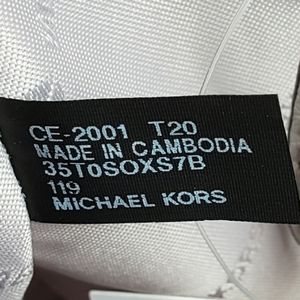 CE-2001 T20
MADE IN CAMBODIA
35T0SOXS7B
119
MICHAEL KORS